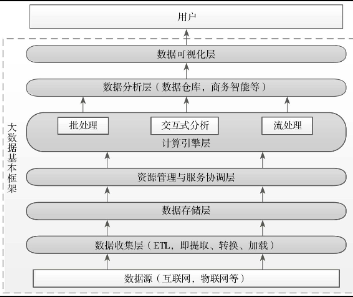 用户
数据可视化层
数据分析层（数据仓库、商务智能等）
批处理
交互式分析
流处理
计算引擎层
资源管理与服务协调层
数据存储层
数据收集层（ETL，即提取、转换、加载）
数据源（互联网、物联网等）
大数据基本框架